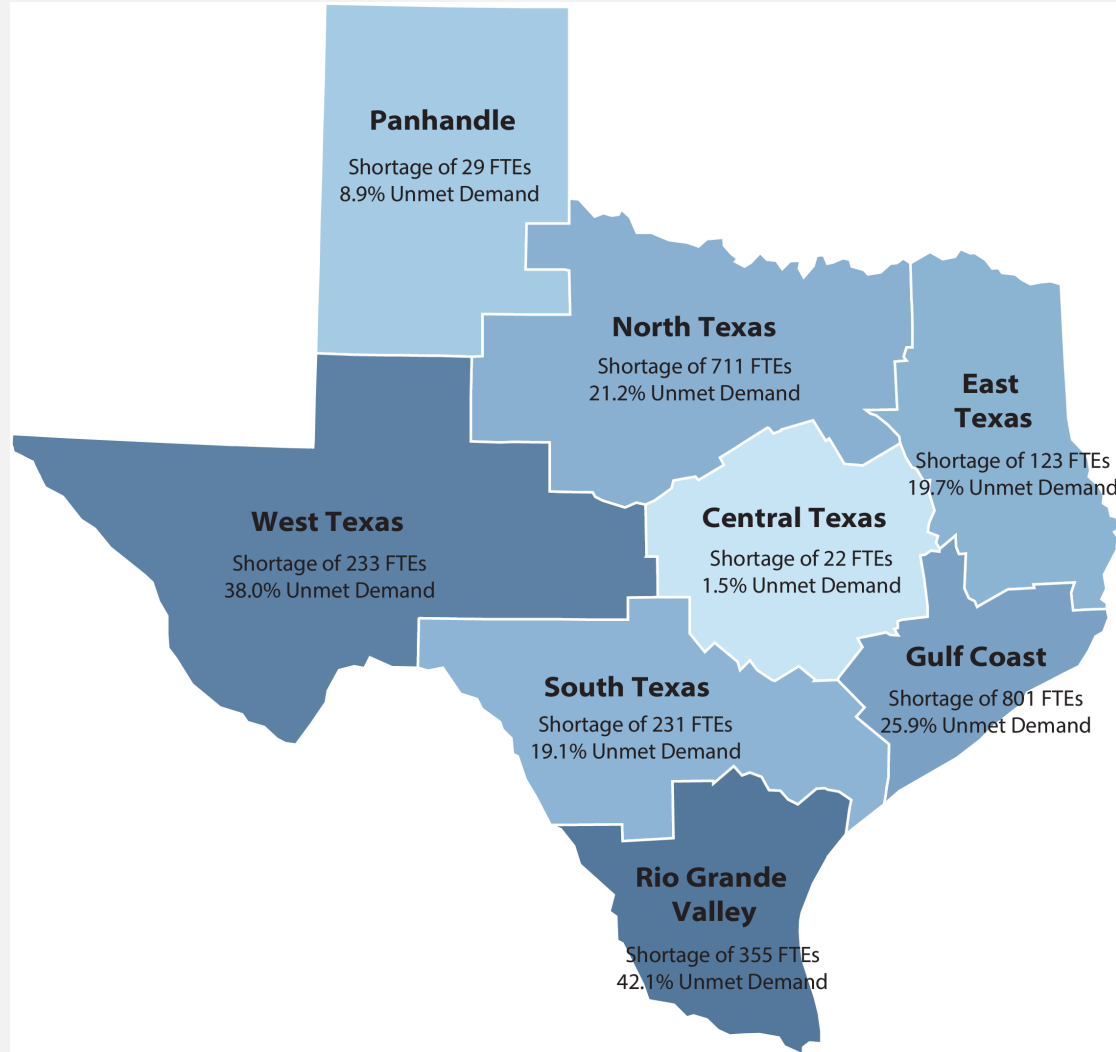 Panhandle
Shortage of 29 FTEs
8.9% Unmet Demand
North Texas
Shortage of 711 FTEs
21.2% Unmet Demand
East
Texas
Shortage of 123 FTEs
19.7% Unmet Demand
West Texas
Shortage of 233 FTEs
38.0% Unmet Demand
Central Texas
Shortage of 22 FTEs
1.5% Unmet Demand
Gulf Coast
Shortage of 801 FTEs
25.9% Unmet Demand
South Texas
Shortage of 231 FTEs
19.1% Unmet Demand
Rio Grande
Valley
Shortage of 355 FTEs
42.1% Unmet Demand